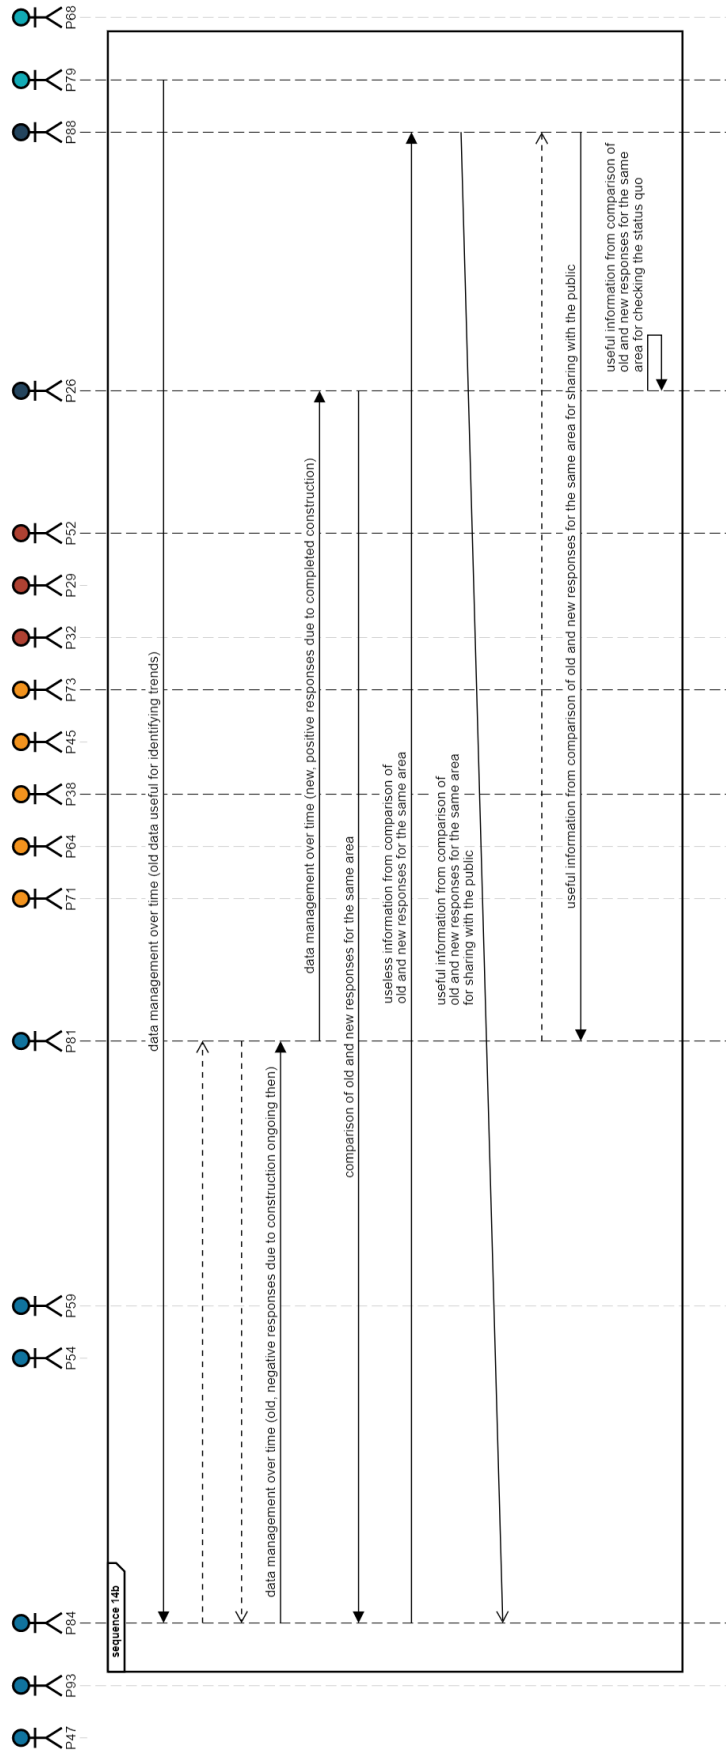 P47
P93
P84
P54
P59
P81
P71
P64
P38
P45
P73
P32
P29
P52
P26
P88
P79
P68
sequence 14b
data management over time (old data useful for identifying trends)
data management over time (old, negative responses due to construction ongoing then)
data management over time (new, positive responses due to completed construction)
comparison of old and new responses for the same area
useless information from comparison of
old and new responses for the same area
useful information from comparison of
old and new responses for the same area
for sharing with the public
useful information from comparison of old and new responses for the same area for sharing with the public
useful information from comparison of
old and new responses for the same
area for checking the status quo